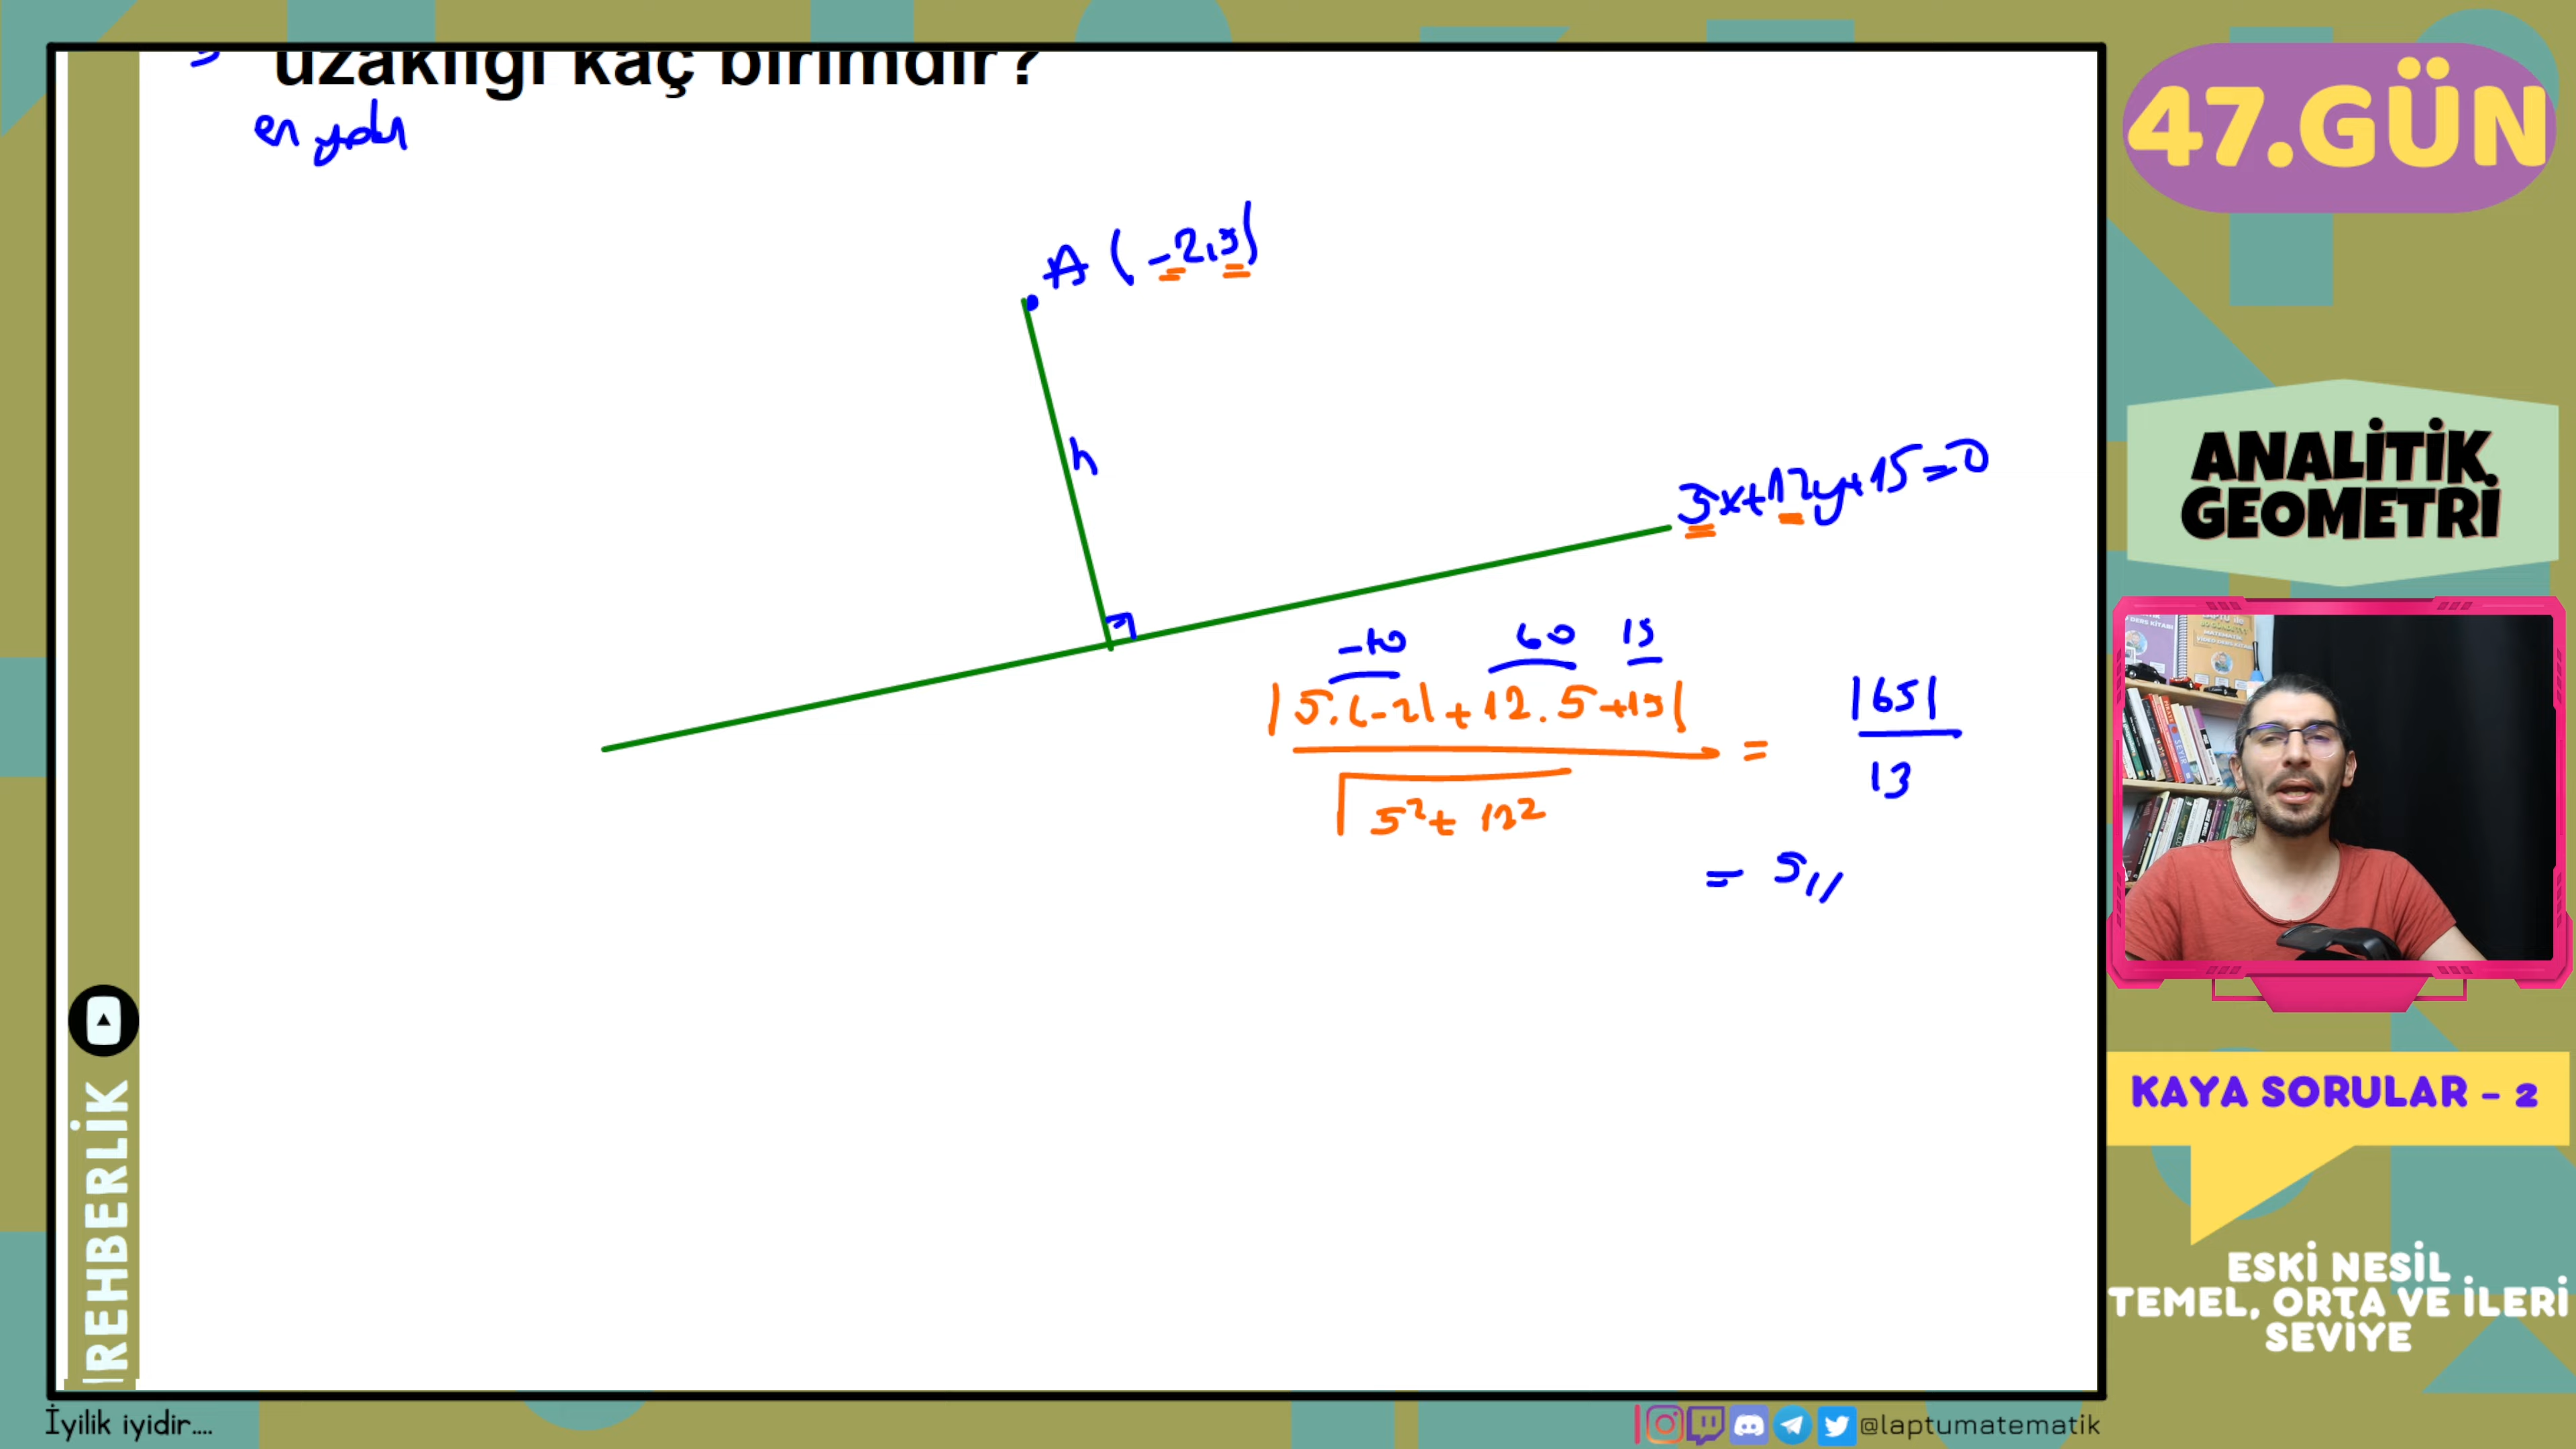 uzaklığı kaç birimdir?
en yakın
A (-2,5)
h
5x+12y+15=0
-10 60 15
|5.(-2)+12.5+15| = |65|
√5²+12² 13
= 5//
REHBERLİK
47.GÜN
ANALİTİK
GEOMETRİ
KAYA SORULAR - 2
ESKİ NESİL
TEMEL, ORTA VE İLERİ
SEVİYE
İyilik iyidir....
@laptumatematik